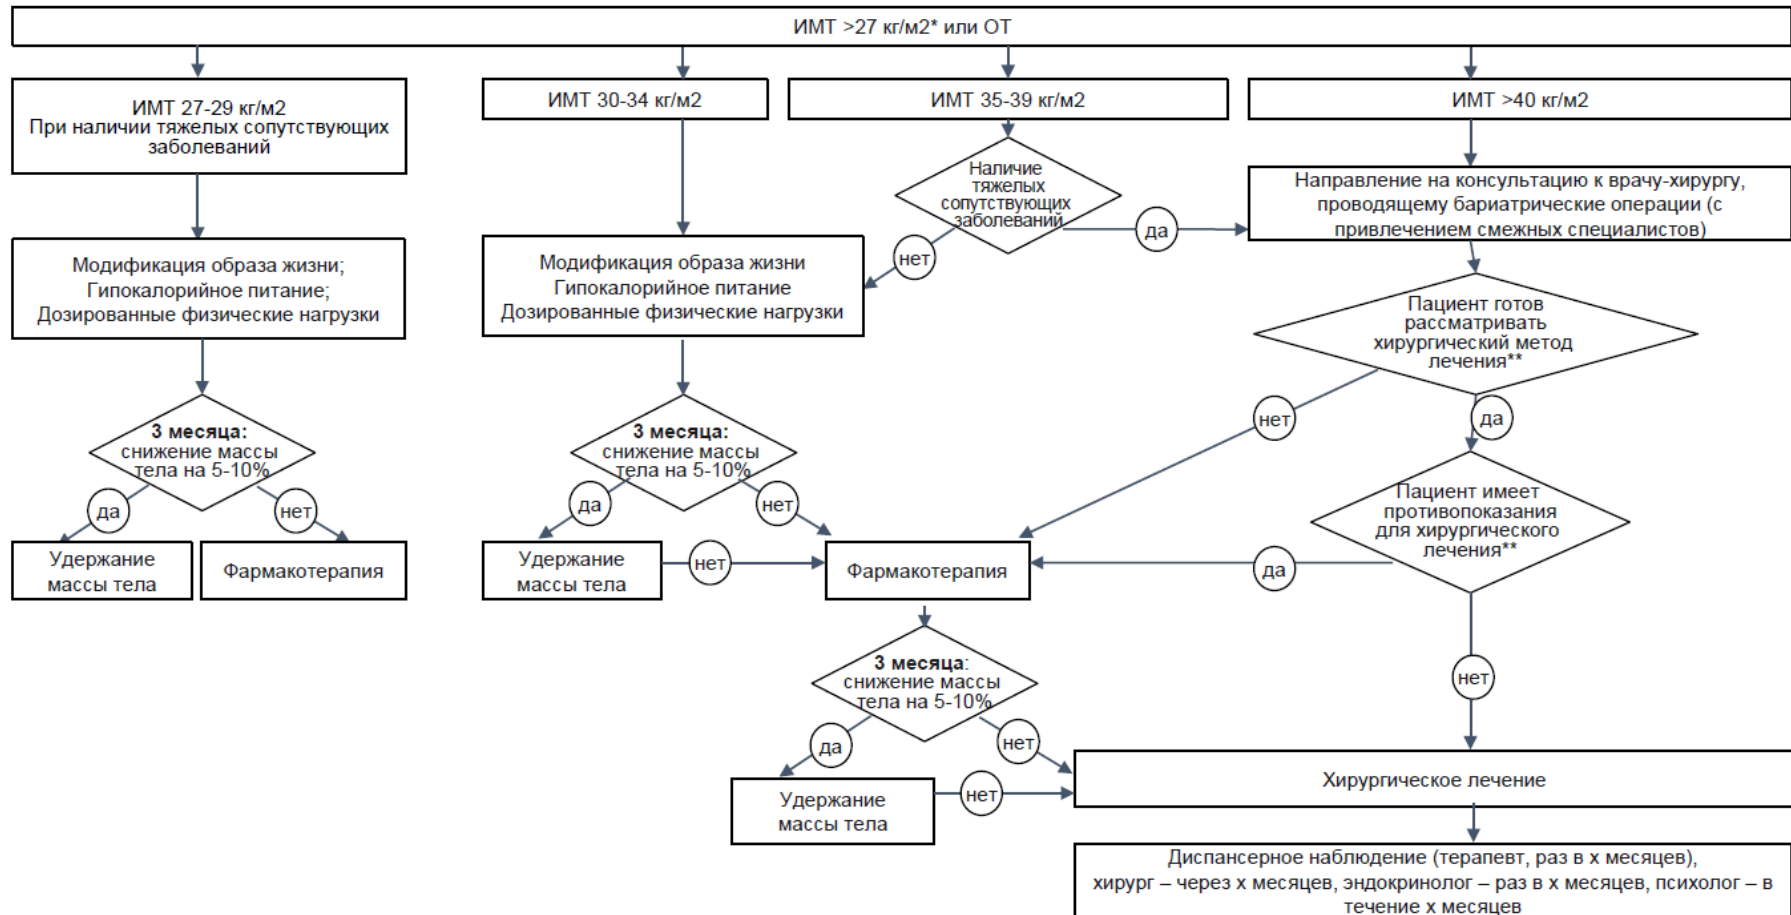 ИМТ >27 кг/м2* или ОТ
ИМТ 27-29 кг/м2
При наличии тяжелых сопутствующих
заболеваний
ИМТ 30-34 кг/м2
ИМТ 35-39 кг/м2
ИМТ >40 кг/м2
Наличие
тяжелых
сопутствующих
заболеваний
да
нет
Направление на консультацию к врачу-хирургу,
проводящему бариатрические операции (с
привлечением смежных специалистов)
Модификация образа жизни;
Гипокалорийное питание;
Дозированные физические нагрузки
Модификация образа жизни
Гипокалорийное питание
Дозированные физические нагрузки
Пациент готов
рассматривать
хирургический метод
лечения**
нет
да
3 месяца:
снижение массы
тела на 5-10%
да
нет
3 месяца:
снижение массы
тела на 5-10%
да
нет
Пациент имеет
противопоказания
для хирургического
лечения**
да
нет
Удержание
массы тела
Фармакотерапия
Удержание
массы тела
нет
Фармакотерапия
3 месяца:
снижение массы
тела на 5-10%
да
нет
Удержание
массы тела
нет
Хирургическое лечение
Диспансерное наблюдение (терапевт, раз в х месяцев),
хирург – через х месяцев, эндокринолог – раз в х месяцев, психолог – в
течение х месяцев